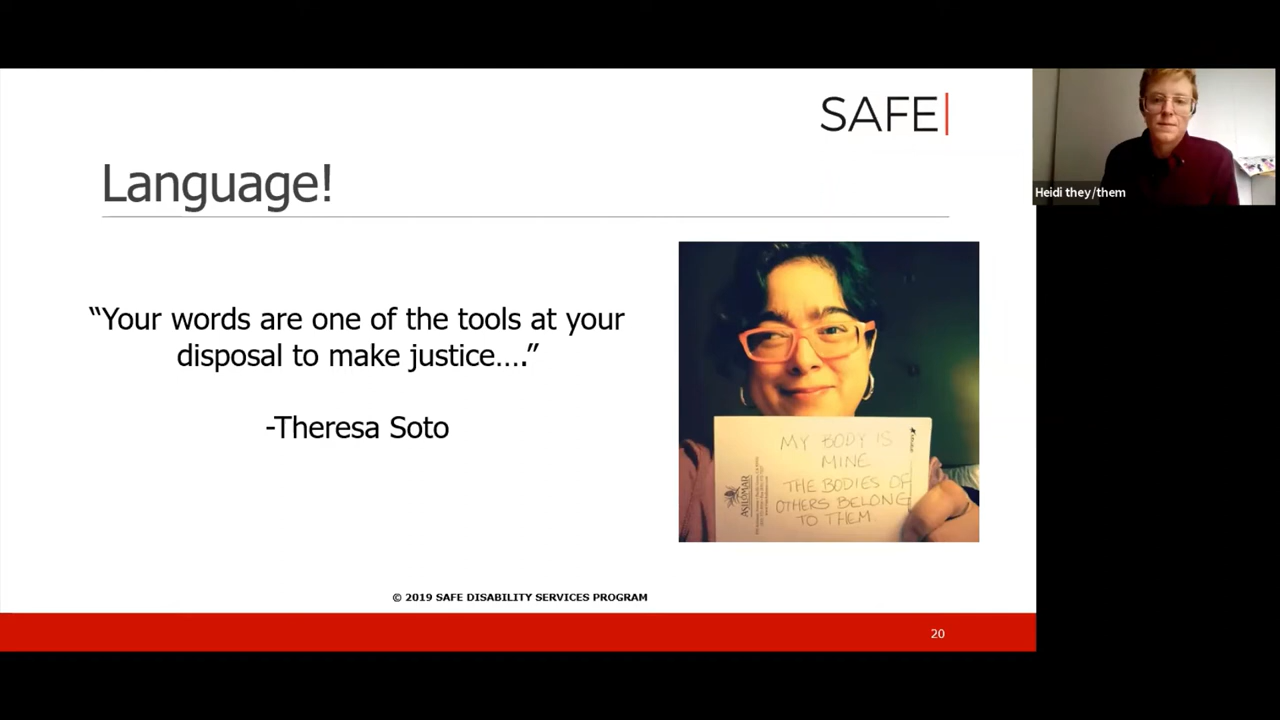 SAFE|
Language!
“Your words are one of the tools at your
disposal to make justice….”
-Theresa Soto
MY BODY IS
MINE
THE BODIES OF
OTHERS BELONG
TO THEM
ASILOMAR
© 2019 SAFE DISABILITY SERVICES PROGRAM
20
Heidi they/them